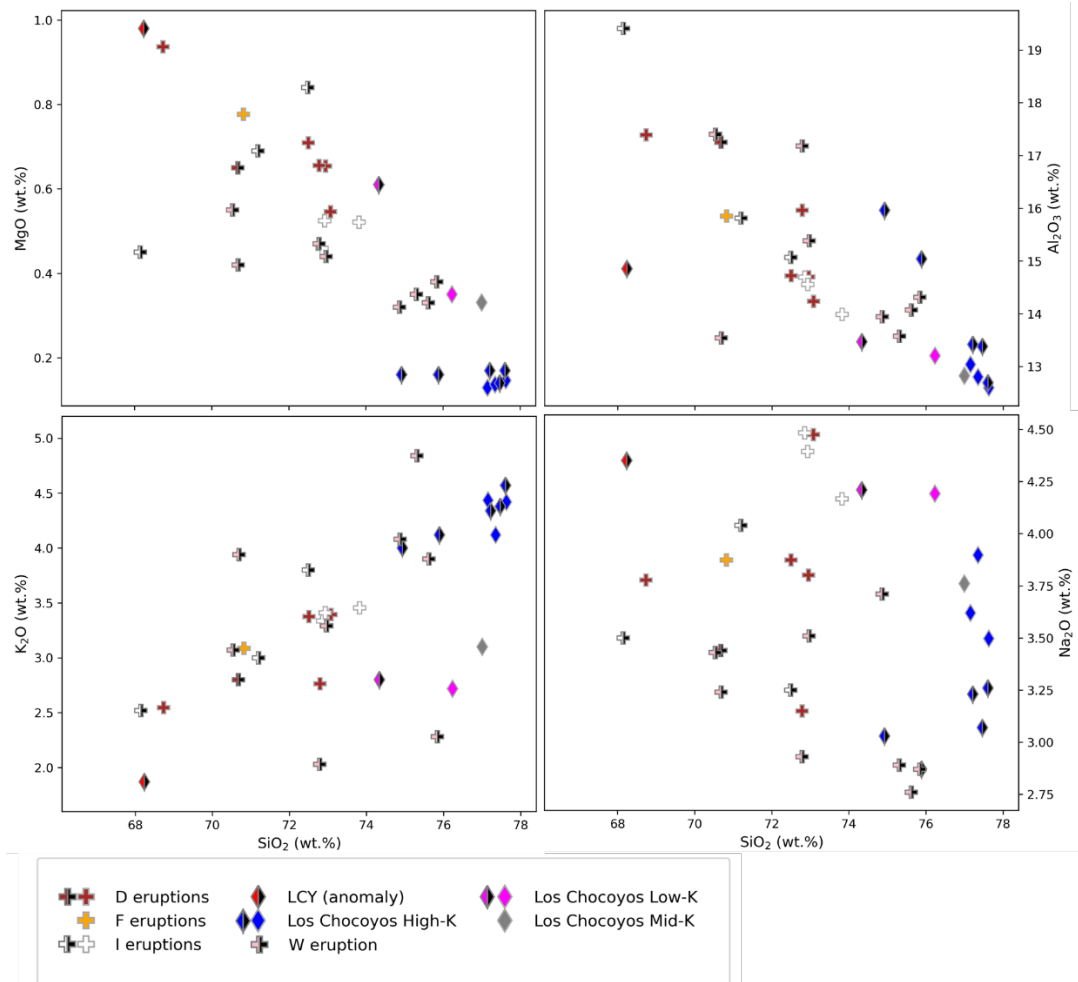 1.0
0.8
0.6
0.4
0.2
MgO (wt.%)
19
18
17
16
15
14
13
Al₂O₃ (wt.%)
5.0
4.5
4.0
3.5
3.0
2.5
2.0
K₂O (wt.%)
4.50
4.25
4.00
3.75
3.50
3.25
3.00
2.75
Na₂O (wt.%)
68 70 72 74 76 78
SiO₂ (wt.%)
68 70 72 74 76 78
SiO₂ (wt.%)
D eruptions
F eruptions
I eruptions
LCY (anomaly)
Los Chocoyos High-K
W eruption
Los Chocoyos Low-K
Los Chocoyos Mid-K